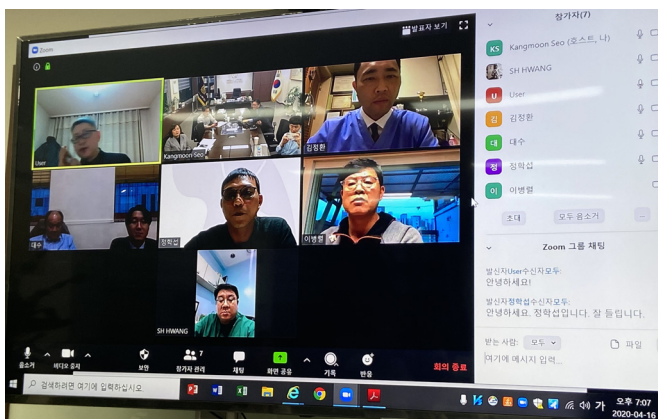 Zoom
발표자 보기
User
Kangmoon Seo
김정환
대수
정학섭
이병렬
SH HWANG
음소거
비디오 중지
보안
7
참가자 관리
채팅
화면 공유
기록
반응
회의 종료
참가자(7)
KS Kangmoon Seo (호스트, 나)
SH HWANG
U User
김 김정환
대 대수
정 정학섭
이 이병렬
초대
모두 음소거
...
Zoom 그룹 채팅
발신자User수신자모두:
안녕하세요!
발신자정학섭수신자모두:
안녕하세요. 정학섭입니다. 잘 들립니다.
받는 사람: 모두
파일
여기에 메시지 입력...
검색하려면 여기에 입력하십시오.
가
오후 7:07
2020-04-16